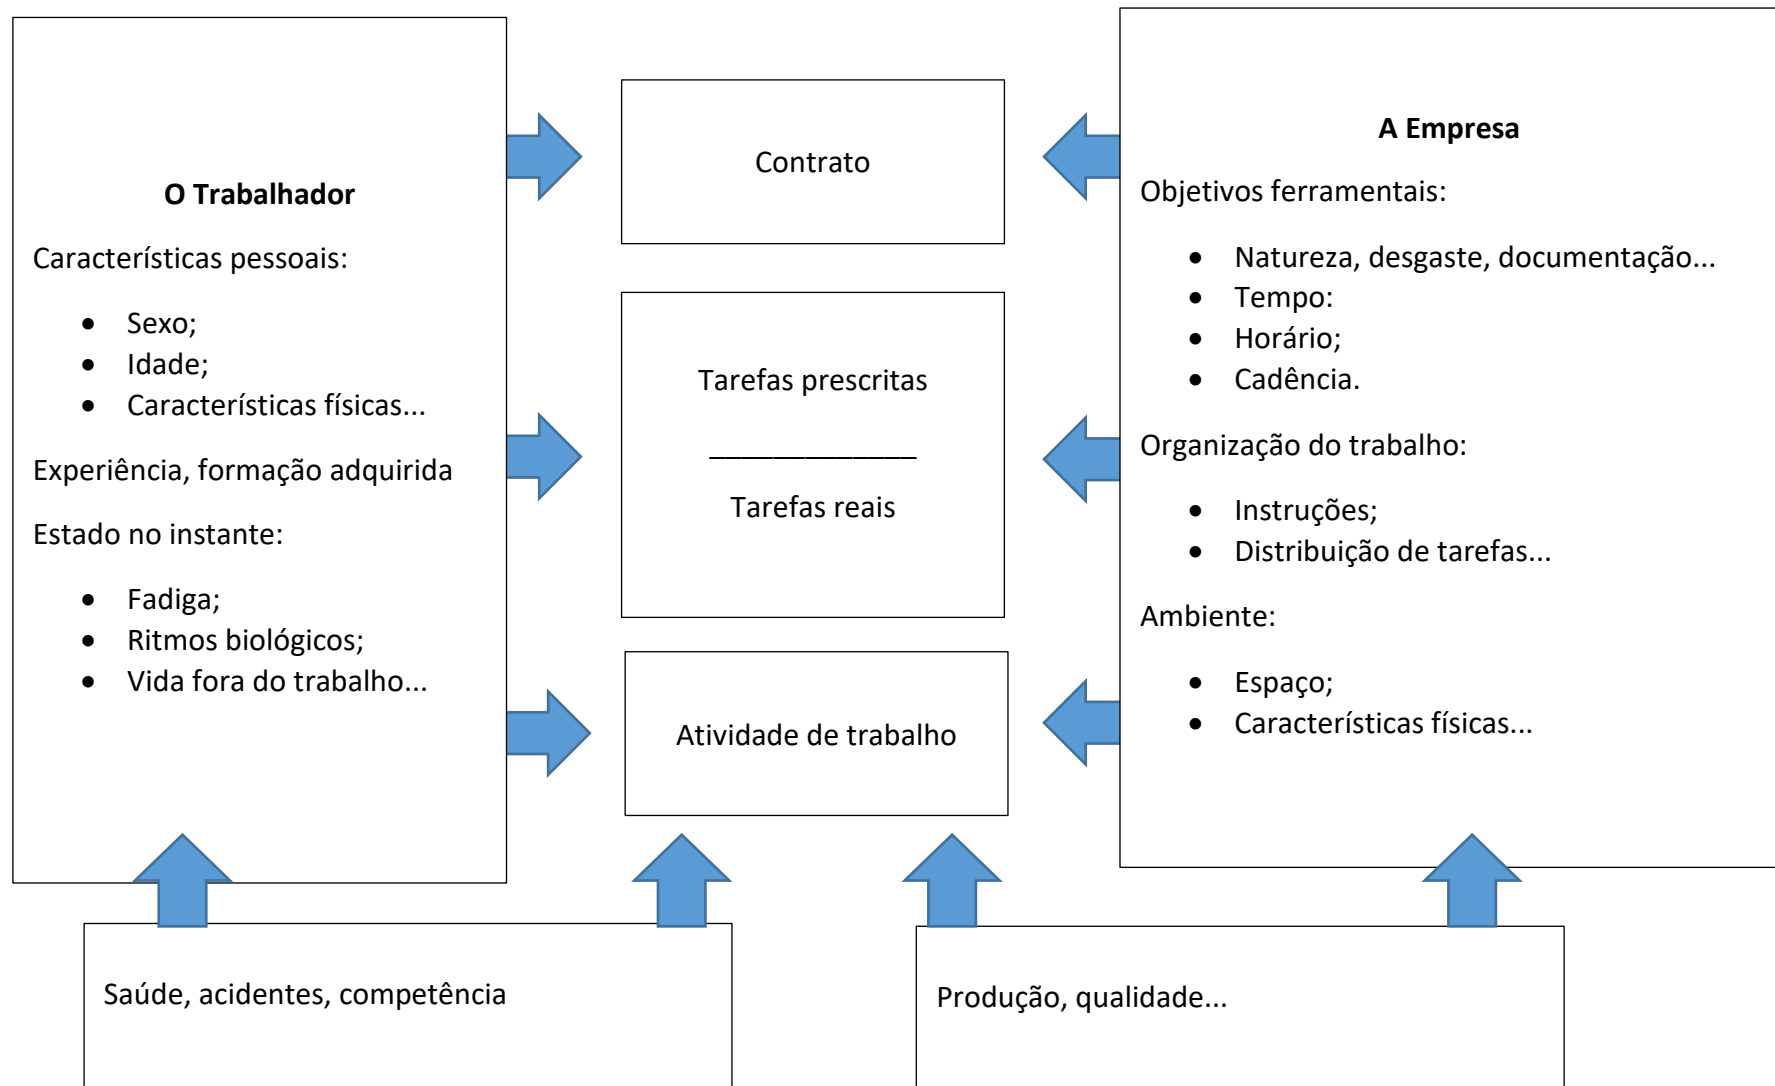 O Trabalhador
Características pessoais:
• Sexo;
• Idade;
• Características físicas...
Experiência, formação adquirida
Estado no instante:
• Fadiga;
• Ritmos biológicos;
• Vida fora do trabalho...
Contrato
Tarefas prescritas
_____________
Tarefas reais
Atividade de trabalho
A Empresa
Objetivos ferramentais:
• Natureza, desgaste, documentação...
• Tempo:
• Horário;
• Cadência.
Organização do trabalho:
• Instruções;
• Distribuição de tarefas...
Ambiente:
• Espaço;
• Características físicas...
Saúde, acidentes, competência
Produção, qualidade...